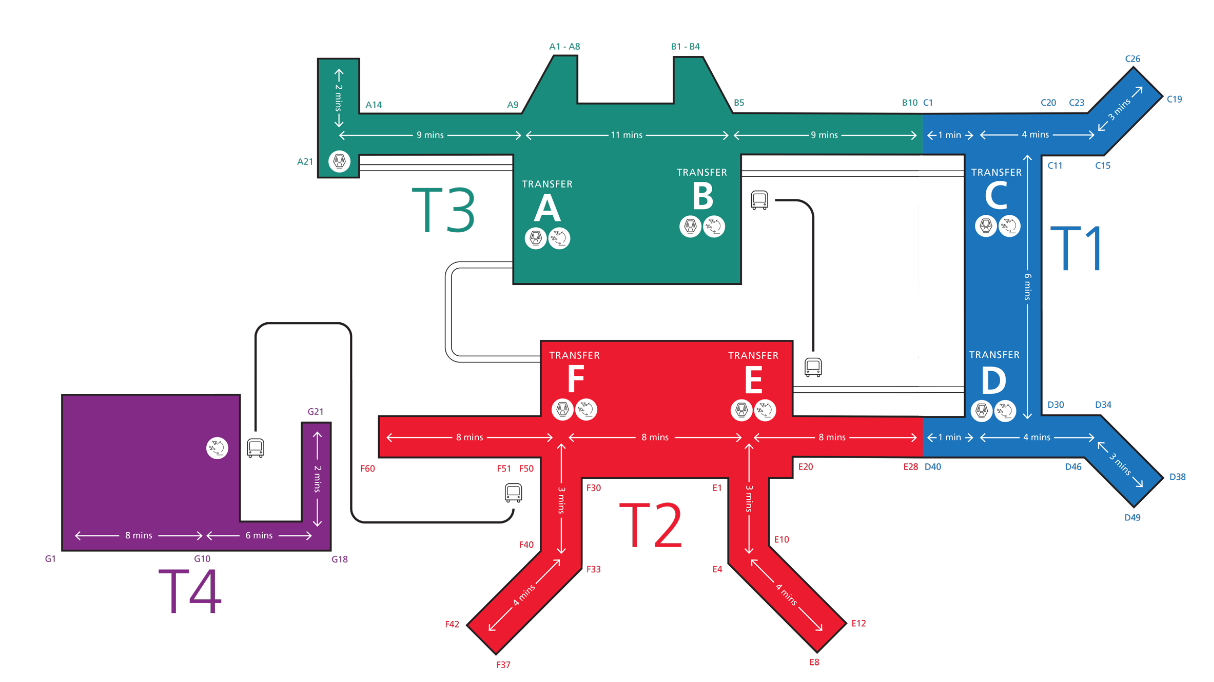 A1 - A8
B1 - B4
C26
C19
A14
A9
B5
B10
C1
C20
C23
2 mins
9 mins
11 mins
9 mins
1 min
4 mins
3 mins
A21
C11
C15
TRANSFER
A
TRANSFER
B
TRANSFER
C
T3
T1
6 mins
TRANSFER
F
TRANSFER
E
TRANSFER
D
G21
D30
D34
8 mins
8 mins
8 mins
1 min
4 mins
3 mins
F60
F51
F50
E20
E28
D40
D46
D38
D49
2 mins
F30
E1
3 mins
3 mins
T2
8 mins
6 mins
G1
G10
G18
F40
E10
F33
E4
T4
4 mins
4 mins
F42
E12
F37
E8